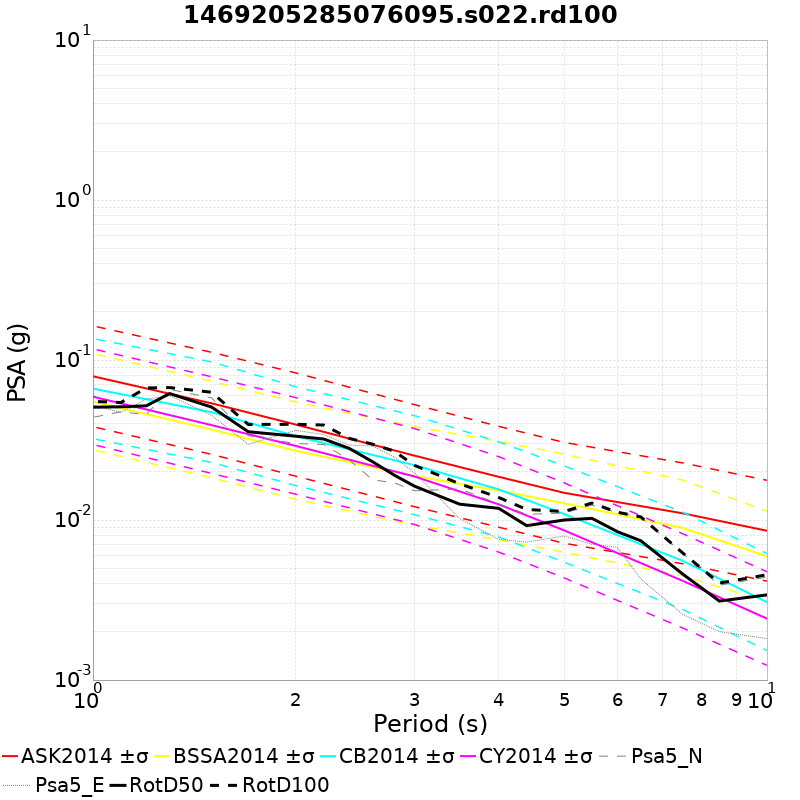 1469205285076095.s022.rd100
10¹
10⁰
10⁻¹
10⁻²
10⁻³
PSA (g)
10⁰ 2 3 4 5 6 7 8 9 10¹
Period (s)
ASK2014 ±σ BSSA2014 ±σ CB2014 ±σ CY2014 ±σ Psa5_N
Psa5_E RotD50 RotD100